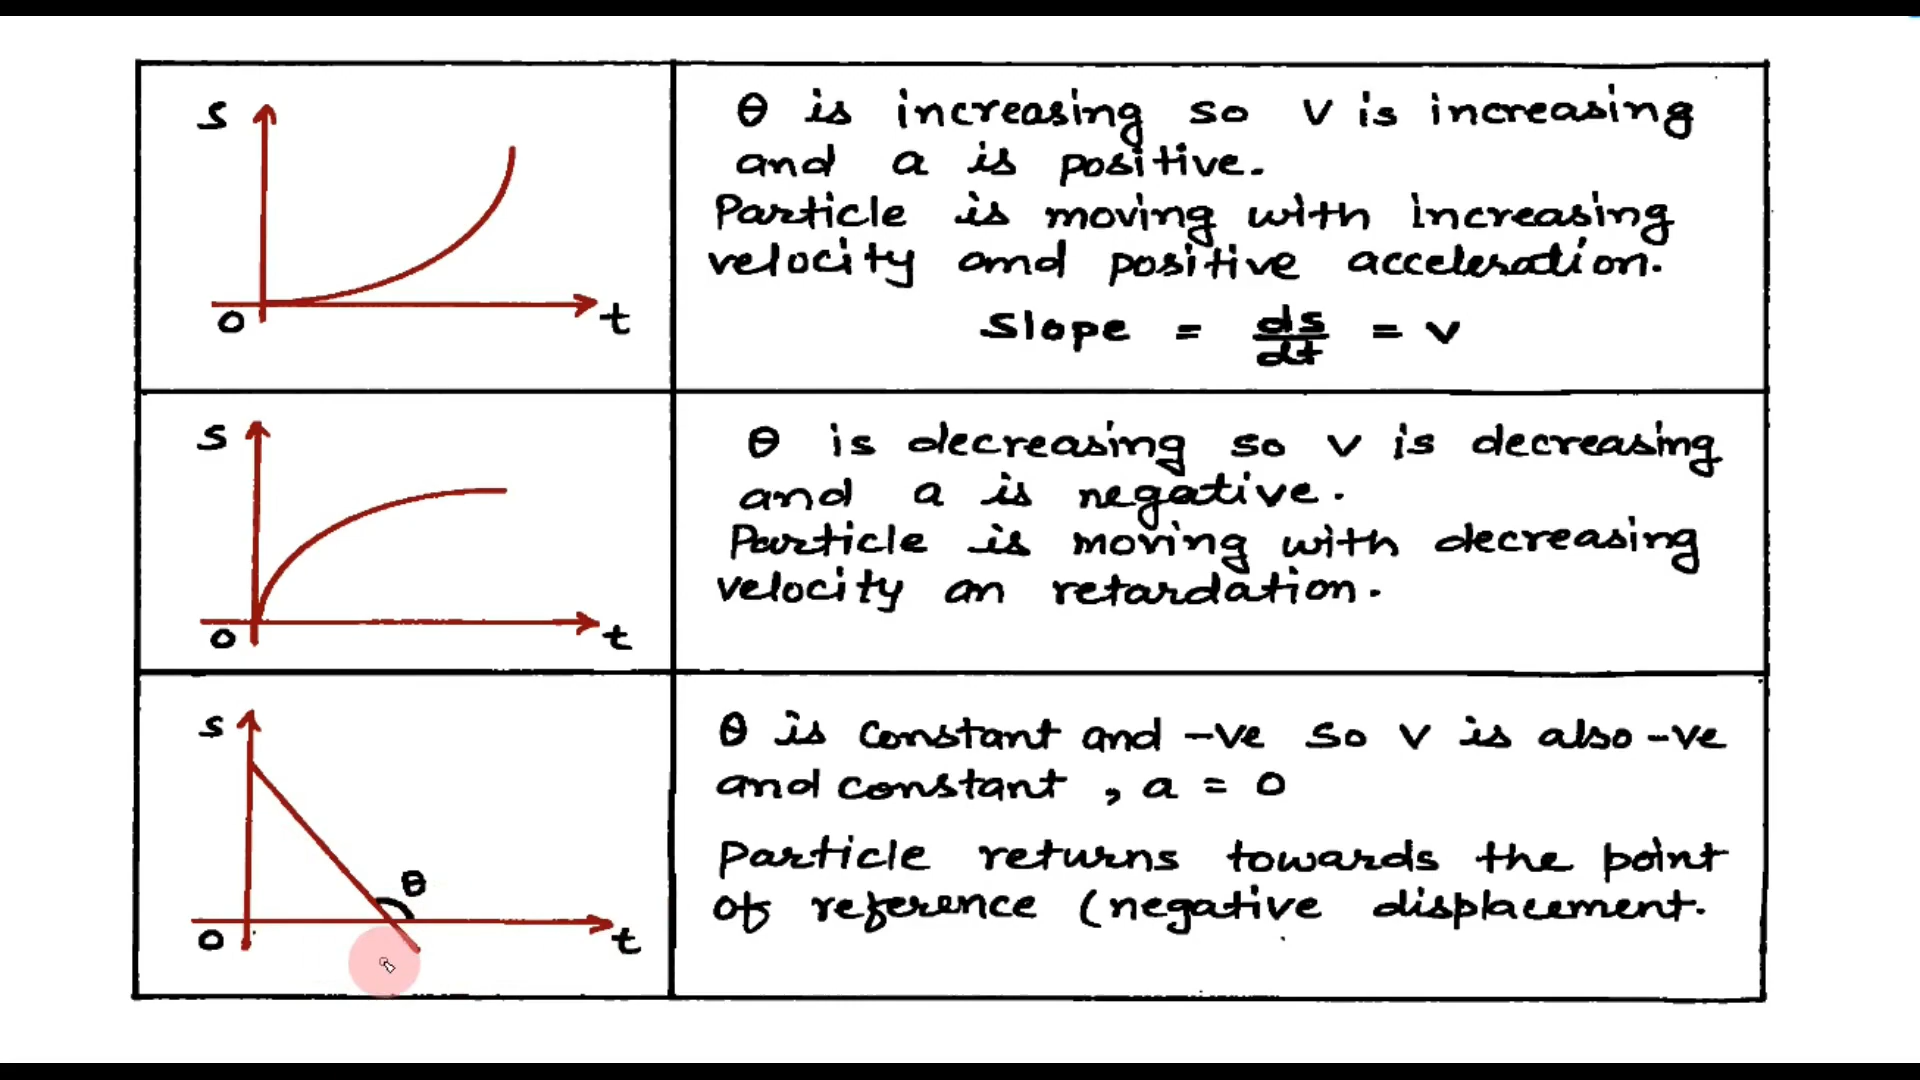 S
O
t
θ is increasing so v is increasing
and a is positive.
Particle is moving with increasing
velocity and positive acceleration.
Slope = ds/dt = v
S
O
t
θ is decreasing so v is decreasing
and a is negative.
Particle is moving with decreasing
velocity an retardation.
S
θ
O
t
θ is constant and -ve so v is also -ve
and constant, a = 0
Particle returns towards the point
of reference (negative displacement.